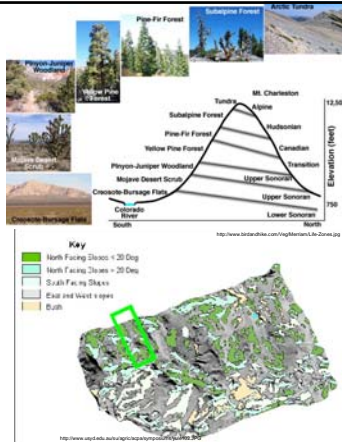 Pine-Fir Forest
Subalpine Forest
Arctic Tundra
Pinyon-Juniper
Woodland
Yellow Pine
Forest
Mojave Desert
Scrub
Creosote-Bursage Flats
Mt. Charleston
Tundra
Alpine
Subalpine Forest
Hudsonian
Pine-Fir Forest
Canadian
Yellow Pine Forest
Transition
Pinyon-Juniper Woodland
Upper Sonoran
Mojave Desert Scrub
Upper Sonoran
Creosote-Bursage Flats
Lower Sonoran
Colorado
River
South
North
12,50
Elevation (feet)
750
http://www.birdandhike.com/Veg/Merriam/Life-Zones.jpg
Key
North Facing Slopes < 20 Deg
North Facing Slopes > 20 Deg
South Facing Slopes
East and West slopes